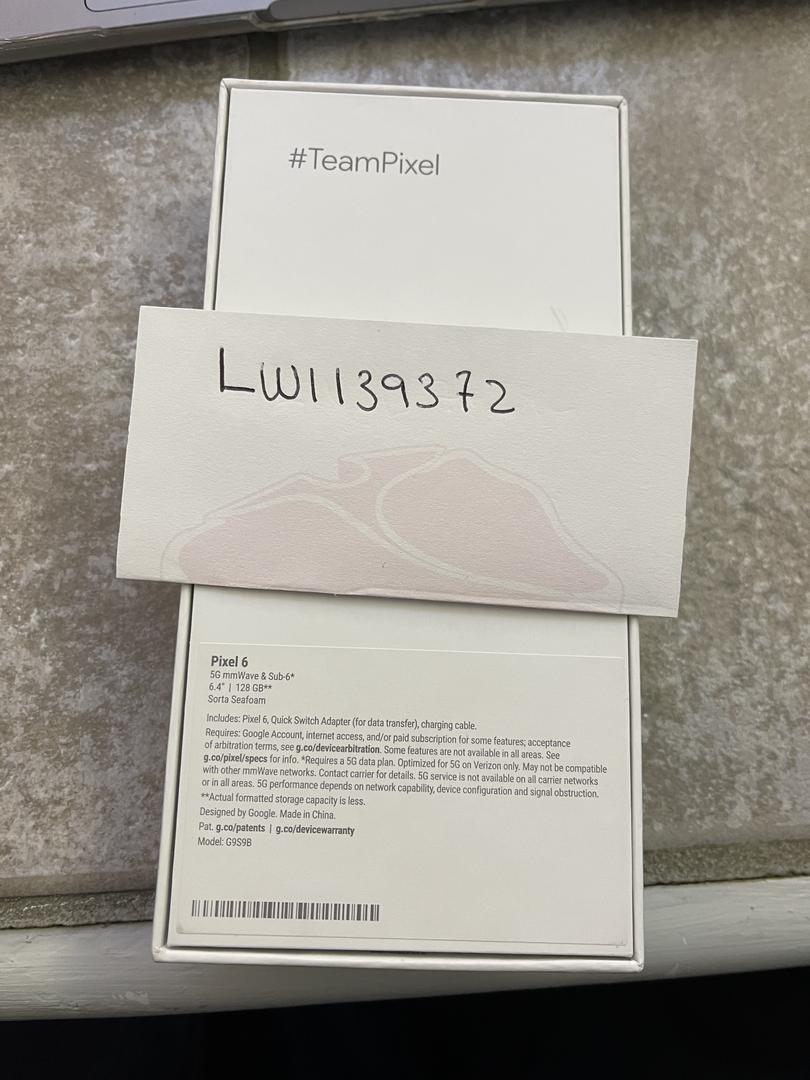 #TeamPixel
LW1139372
Pixel 6
5G mmWave & Sub-6*
6.4" | 128 GB**
Sorta Seafoam
Includes: Pixel 6, Quick Switch Adapter (for data transfer), charging cable.
Requires: Google Account, internet access, and/or paid subscription for some features; acceptance
of arbitration terms, see g.co/devicearbitration. Some features are not available in all areas. See
g.co/pixel/specs for info. *Requires a 5G data plan. Optimized for 5G on Verizon only. May not be compatible
with other mmWave networks. Contact carrier for details. 5G service is not available on all carrier networks
or in all areas. 5G performance depends on network capability, device configuration and signal obstruction.
**Actual formatted storage capacity is less.
Designed by Google. Made in China.
Pat. g.co/patents | g.co/devicewarranty
Model: G9S9B